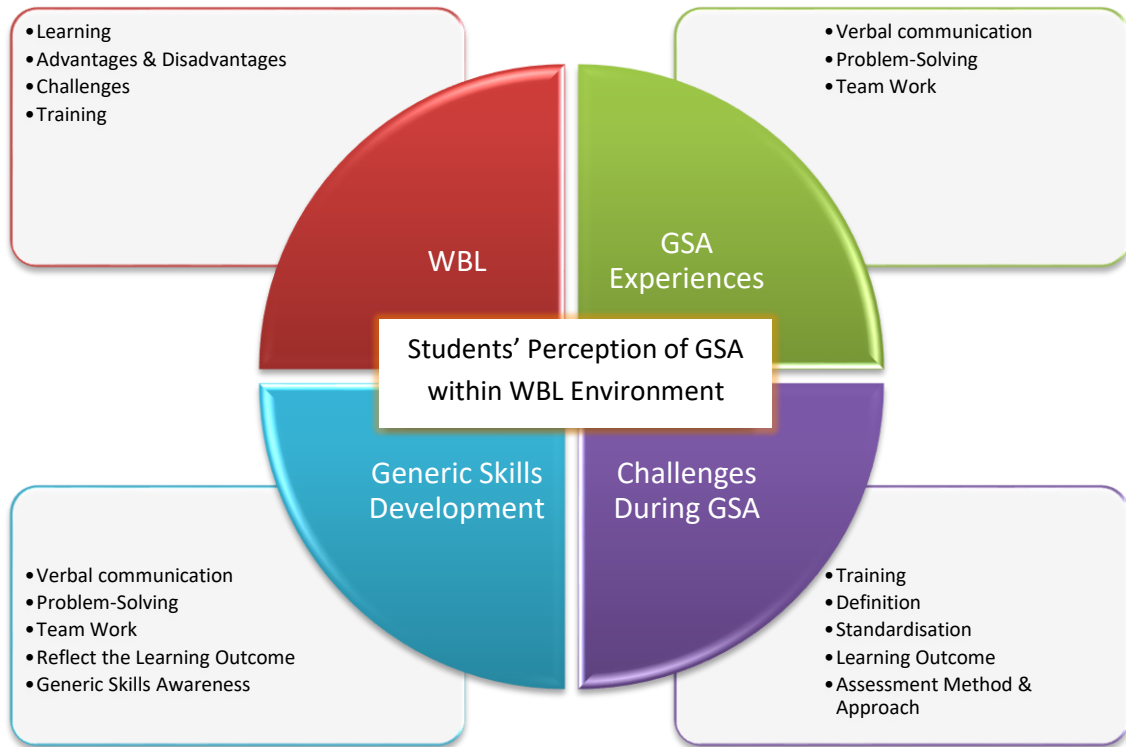 •Learning
•Advantages & Disadvantages
•Challenges
•Training
•Verbal communication
•Problem-Solving
•Team Work
WBL
GSA
Experiences
Students’ Perception of GSA
within WBL Environment
Generic Skills
Development
Challenges
During GSA
•Verbal communication
•Problem-Solving
•Team Work
•Reflect the Learning Outcome
•Generic Skills Awareness
•Training
•Definition
•Standardisation
•Learning Outcome
•Assessment Method &
Approach